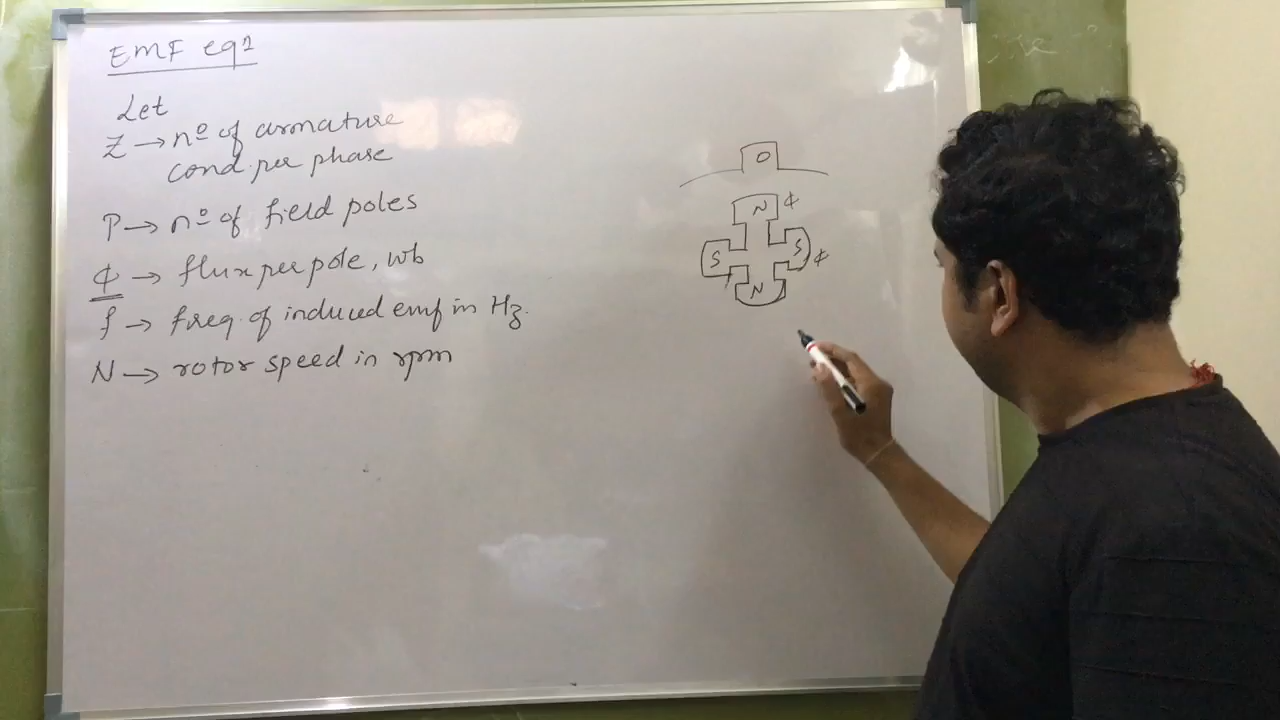 EMF eqn
Let
Z → nº of armature
cond per phase
P → nº of field poles
ϕ → flux per pole, wb
f → freq. of induced emf in Hz.
N → rotor speed in rpm
N ϕ
S S ϕ
N